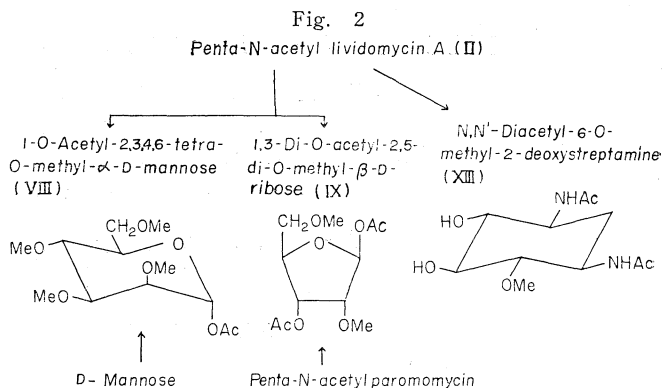 Fig. 2
Penta-N-acetyl lividomycin A (II)
1-O-Acetyl-2,3,4,6-tetra-
O-methyl-α-D-mannose
(VIII)
1,3-Di-O-acetyl-2,5-
di-O-methyl-β-D-
ribose (IX)
N,N'-Diacetyl-6-O-
methyl-2-deoxystreptamine
(XIII)
CH2OMe
O
MeO
OMe
MeO
OAc
CH2OMe
OAc
O
AcO
OMe
NHAc
HO
HO
NHAc
OMe
D-Mannose
Penta-N-acetyl paromomycin